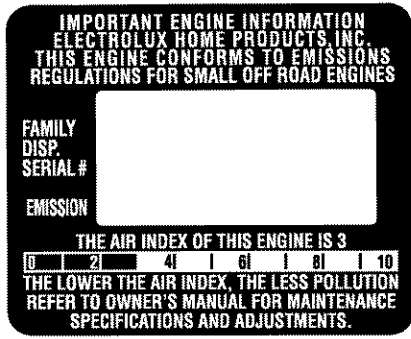 IMPORTANT ENGINE INFORMATION
ELECTROLUX HOME PRODUCTS, INC.
THIS ENGINE CONFORMS TO EMISSIONS
REGULATIONS FOR SMALL OFF ROAD ENGINES
FAMILY
DISP.
SERIAL #
EMISSION
THE AIR INDEX OF THIS ENGINE IS 3
0 | 2| 4| | 6| | 8| | 10
THE LOWER THE AIR INDEX, THE LESS POLLUTION
REFER TO OWNER'S MANUAL FOR MAINTENANCE
SPECIFICATIONS AND ADJUSTMENTS.